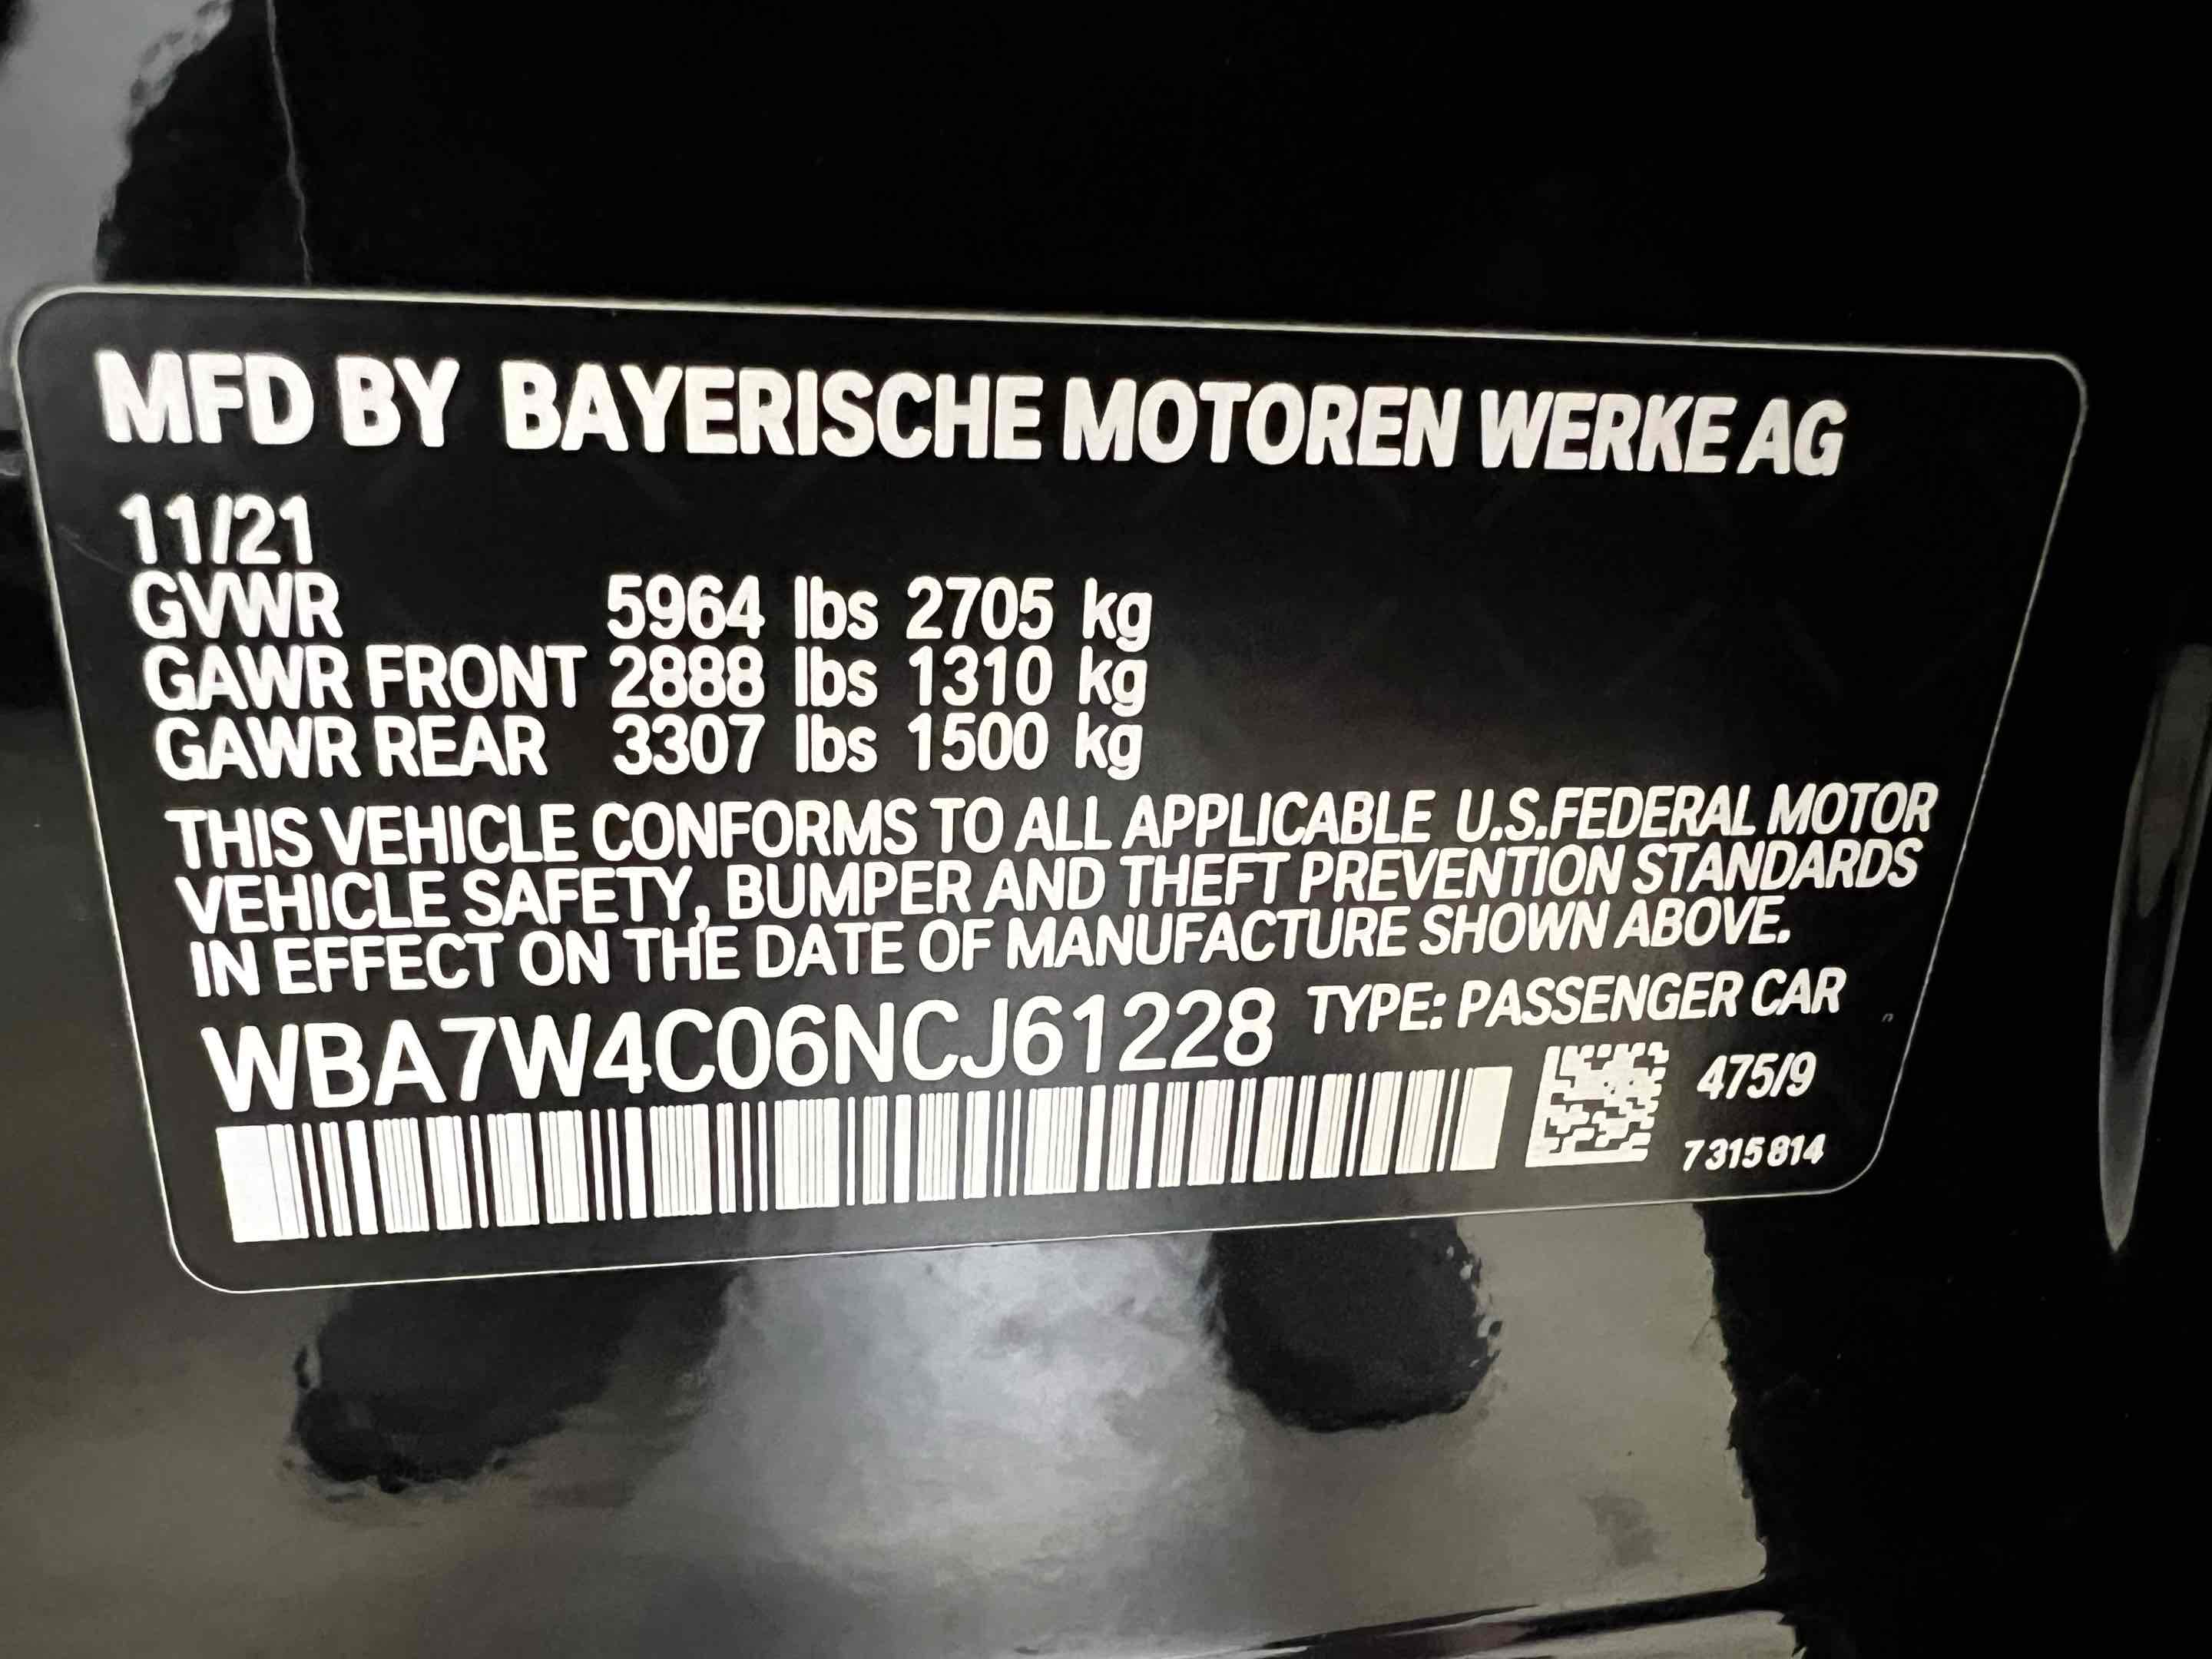 MFD BY BAYERISCHE MOTOREN WERKE AG
11/21
GVWR 5964 lbs 2705 kg
GAWR FRONT 2888 lbs 1310 kg
GAWR REAR 3307 lbs 1500 kg
THIS VEHICLE CONFORMS TO ALL APPLICABLE U.S.FEDERAL MOTOR
VEHICLE SAFETY, BUMPER AND THEFT PREVENTION STANDARDS
IN EFFECT ON THE DATE OF MANUFACTURE SHOWN ABOVE.
WBA7W4C06NCJ61228 TYPE: PASSENGER CAR
475/9
7 315 814